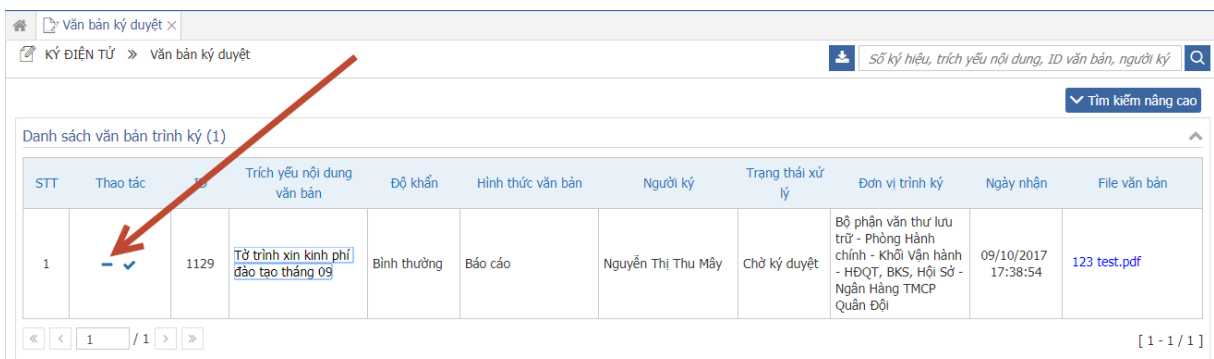 Văn bản ký duyệt
KÝ ĐIỆN TỬ » Văn bản ký duyệt
Số ký hiệu, trích yếu nội dung, ID văn bản, người ký
Tìm kiếm nâng cao
Danh sách văn bản trình ký (1)
STT
Thao tác
ID
Trích yếu nội dung
văn bản
Độ khẩn
Hình thức văn bản
Người ký
Trạng thái xử
lý
Đơn vị trình ký
Ngày nhận
File văn bản
1
1129
Tờ trình xin kinh phí
đào tạo tháng 09
Bình thường
Báo cáo
Nguyễn Thị Thu Mây
Chờ ký duyệt
Bộ phận văn thư lưu
trữ - Phòng Hành
chính - Khối Vận hành
- HĐQT, BKS, Hội Sở -
Ngân Hàng TMCP
Quân Đội
09/10/2017
17:38:54
123 test.pdf
« < 1 / 1 > »
[ 1 - 1 / 1 ]